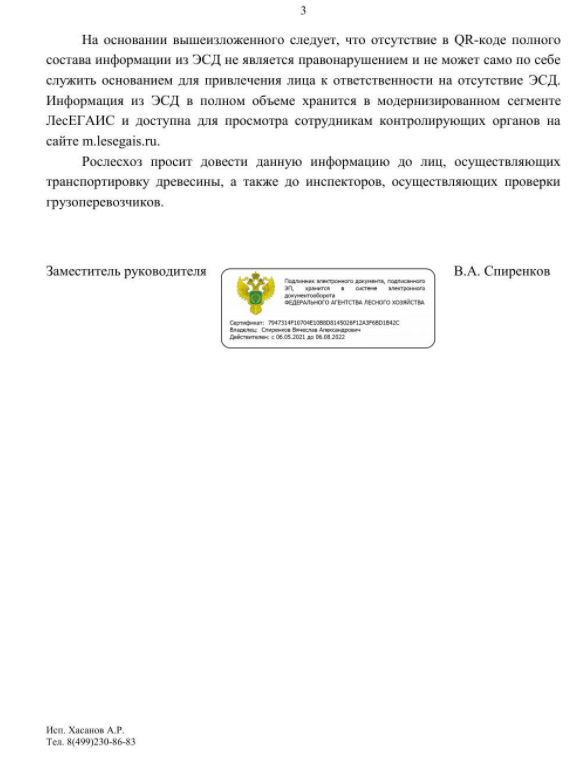 3
На основании вышеизложенного следует, что отсутствие в QR-коде полного
состава информации из ЭСД не является правонарушением и не может само по себе
служить основанием для привлечения лица к ответственности на отсутствие ЭСД.
Информация из ЭСД в полном объеме хранится в модернизированном сегменте
ЛесЕГАИС и доступна для просмотра сотрудникам контролирующих органов на
сайте m.lesegais.ru.
Рослесхоз просит довести данную информацию до лиц, осуществляющих
транспортировку древесины, а также до инспекторов, осуществляющих проверки
грузоперевозчиков.
Заместитель руководителя
Подлинник электронного документа, подписанного
ЭП, хранится в системе электронного
документооборота
ФЕДЕРАЛЬНОГО АГЕНТСТВА ЛЕСНОГО ХОЗЯЙСТВА
Сертификат:
Владелец: Спиренков Вячеслав Александрович
Действителен: с 06.05.2021 до 06.08.2022
В.А. Спиренков
Исп. Хасанов А.Р.
Тел. 8(499)230-86-83